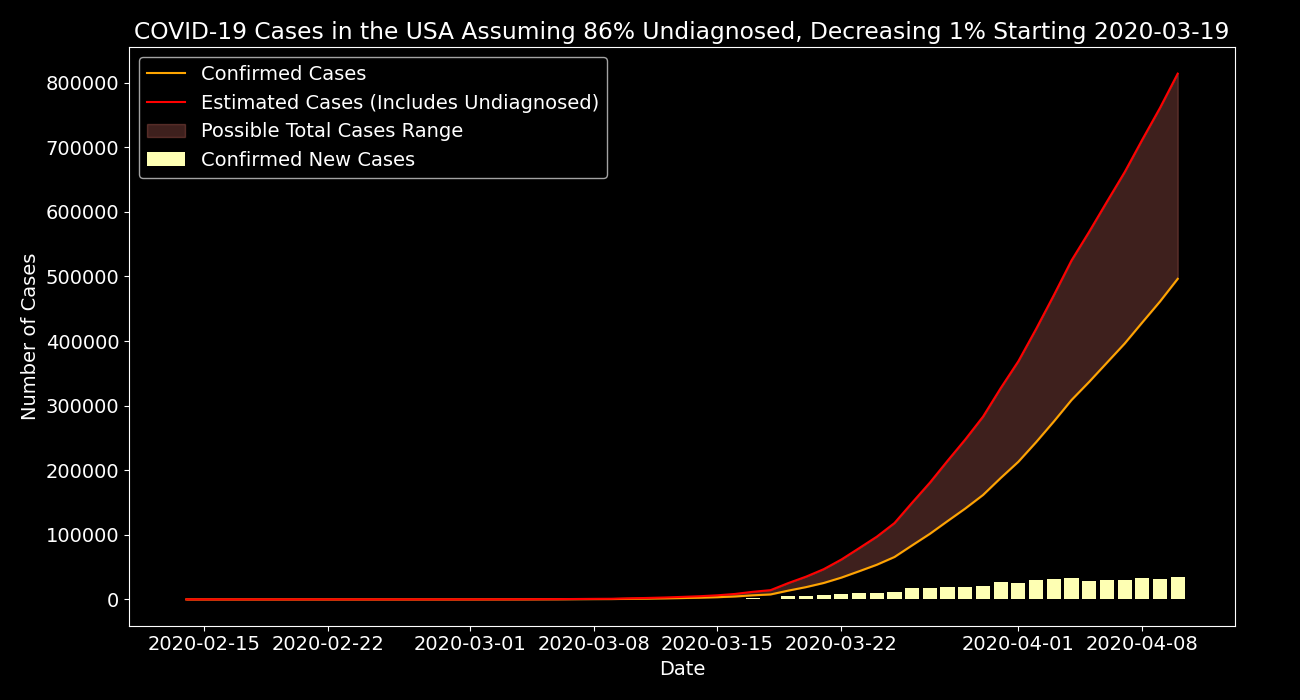 COVID-19 Cases in the USA Assuming 86% Undiagnosed, Decreasing 1% Starting 2020-03-19
Confirmed Cases
Estimated Cases (Includes Undiagnosed)
Possible Total Cases Range
Confirmed New Cases
Number of Cases
800000
700000
600000
500000
400000
300000
200000
100000
0
2020-02-15 2020-02-22 2020-03-01 2020-03-08 2020-03-15 2020-03-22 2020-04-01 2020-04-08
Date